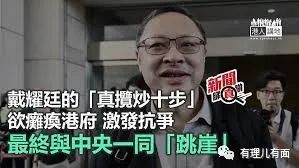 港人講地
新聞
戴耀廷的「真攬炒十步」
欲癱瘓港府 激發抗爭
最終與中央一同「跳崖」
有理儿有面